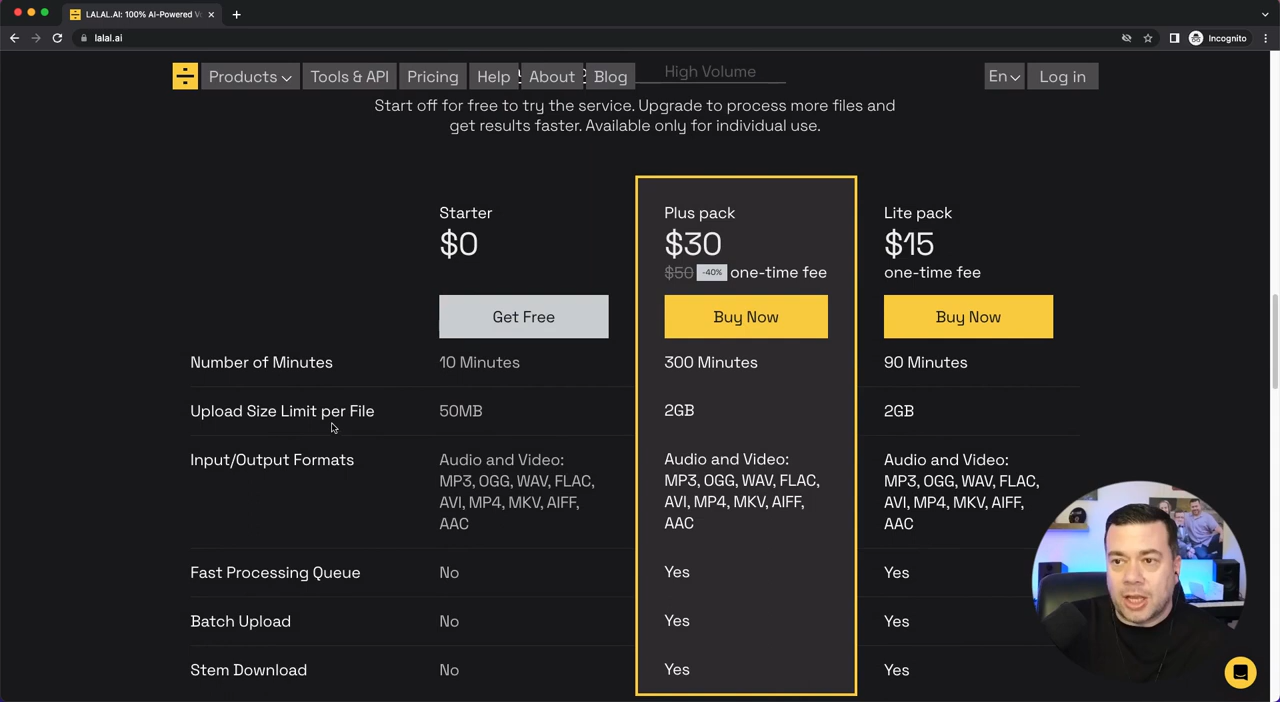 LALAL.AI: 100% AI-Powered V
lalal.ai
Incognito
Products
Tools & API
Pricing
Help
About
Blog
High Volume
En
Log in
Start off for free to try the service. Upgrade to process more files and
get results faster. Available only for individual use.
Starter
Plus pack
Lite pack
$0
$30
$15
$50 -40% one-time fee
one-time fee
Get Free
Buy Now
Buy Now
Number of Minutes
10 Minutes
300 Minutes
90 Minutes
Upload Size Limit per File
50MB
2GB
2GB
Input/Output Formats
Audio and Video:
MP3, OGG, WAV, FLAC,
AVI, MP4, MKV, AIFF,
AAC
Audio and Video:
MP3, OGG, WAV, FLAC,
AVI, MP4, MKV, AIFF,
AAC
Audio and Video:
MP3, OGG, WAV, FLAC,
AVI, MP4, MKV, AIFF,
AAC
Fast Processing Queue
No
Yes
Yes
Batch Upload
No
Yes
Yes
Stem Download
No
Yes
Yes